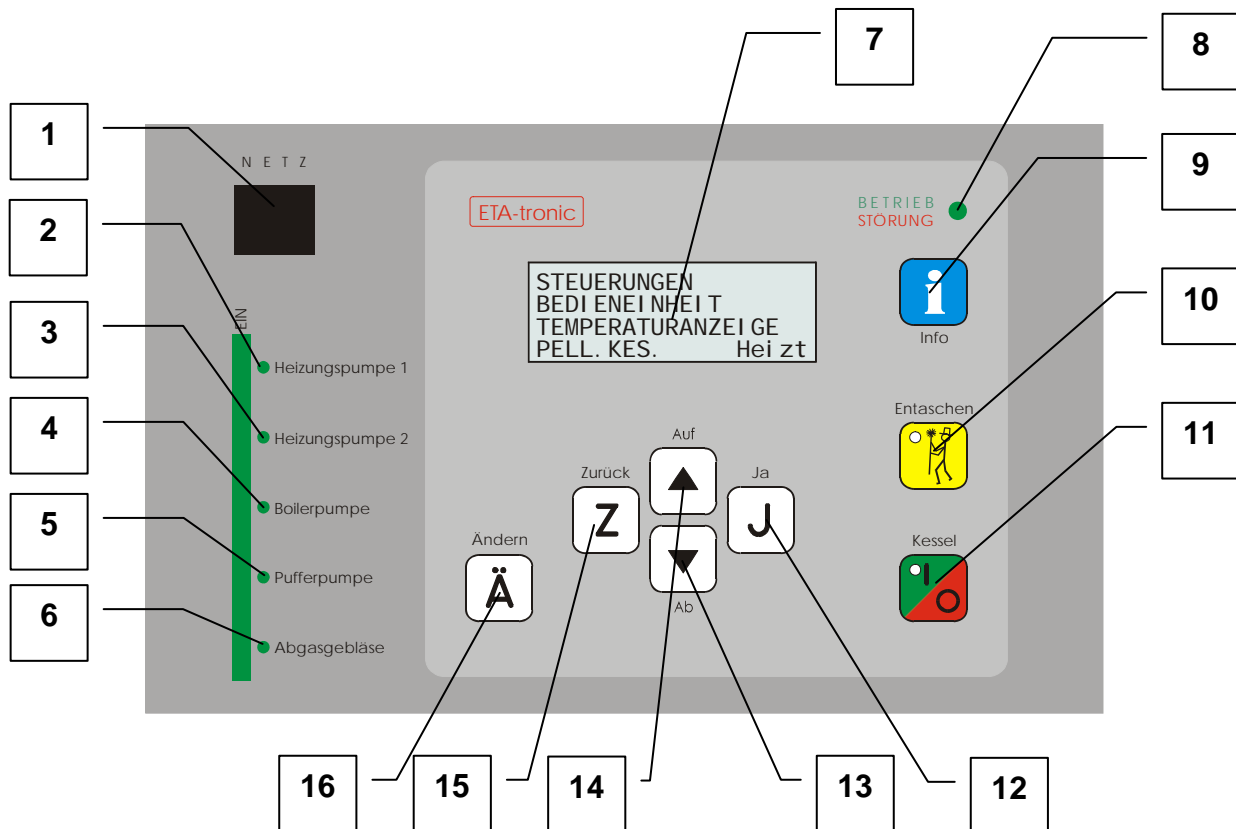 7
8
1
9
N E T Z
ETA-tronic
BETRIEB
STÖRUNG
2
STEUERUNGEN
BEDIENEINHEIT
TEMPERATURANZEIGE
PELL. KES. Heizt
Info
10
3
EIN
Heizungspumpe 1
Entaschen
4
Heizungspumpe 2
Auf
11
Zurück
Z
Ja
J
5
Boilerpumpe
Kessel
I
O
Ändern
Ä
Pufferpumpe
Ab
6
Abgasgebläse
16
15
14
13
12